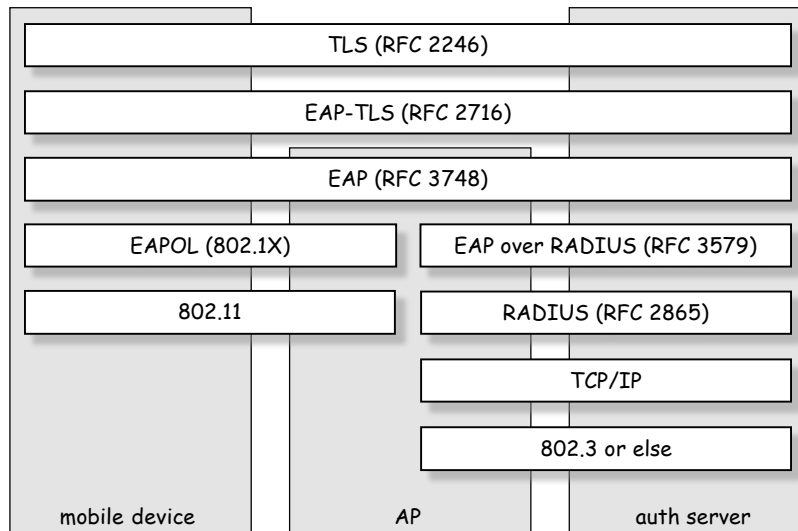 TLS (RFC 2246)
EAP-TLS (RFC 2716)
EAP (RFC 3748)
EAPOL (802.1X)
EAP over RADIUS (RFC 3579)
802.11
RADIUS (RFC 2865)
TCP/IP
802.3 or else
mobile device
AP
auth server